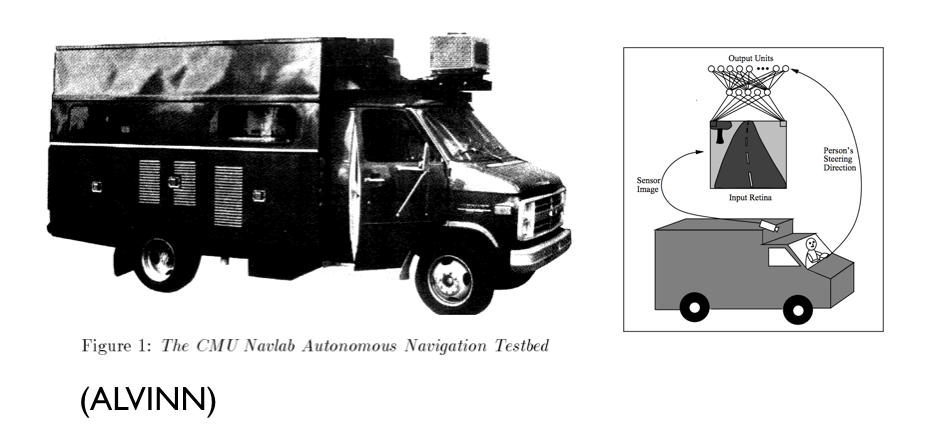 Output Units
Person's
Steering
Direction
Sensor
Image
Input Retina
Figure 1: The CMU Navlab Autonomous Navigation Testbed
(ALVINN)